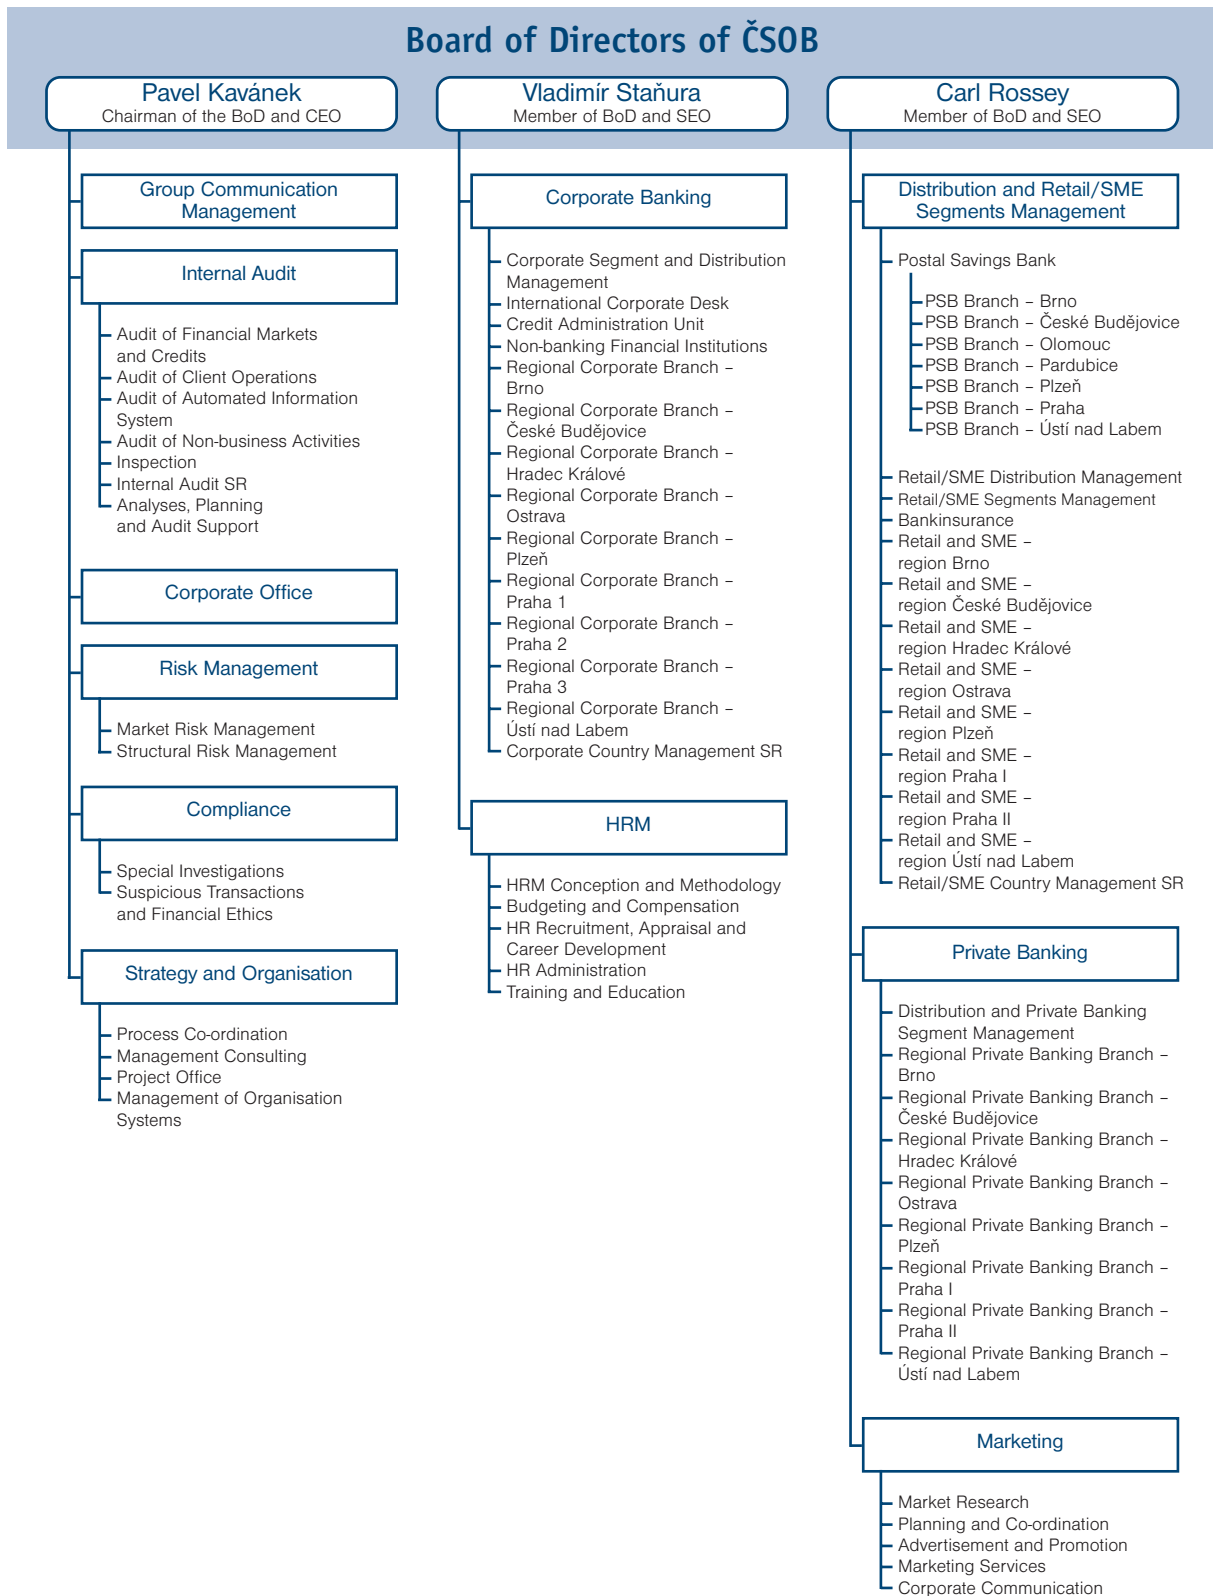 Board of Directors of ČSOB
Pavel Kavánek
Chairman of the BoD and CEO
Group Communication
Management
Internal Audit
Audit of Financial Markets
and Credits
Audit of Client Operations
Audit of Automated Information
System
Audit of Non-business Activities
Inspection
Internal Audit SR
Analyses, Planning
and Audit Support
Corporate Office
Risk Management
Market Risk Management
Structural Risk Management
Compliance
Special Investigations
Suspicious Transactions
and Financial Ethics
Strategy and Organisation
Process Co-ordination
Management Consulting
Project Office
Management of Organisation
Systems
Vladimír Staňura
Member of BoD and SEO
Corporate Banking
Corporate Segment and Distribution
Management
International Corporate Desk
Credit Administration Unit
Non-banking Financial Institutions
Regional Corporate Branch –
Brno
Regional Corporate Branch –
České Budějovice
Regional Corporate Branch –
Hradec Králové
Regional Corporate Branch –
Ostrava
Regional Corporate Branch –
Plzeň
Regional Corporate Branch –
Praha 1
Regional Corporate Branch –
Praha 2
Regional Corporate Branch –
Praha 3
Regional Corporate Branch –
Ústí nad Labem
Corporate Country Management SR
HRM
HRM Conception and Methodology
Budgeting and Compensation
HR Recruitment, Appraisal and
Career Development
HR Administration
Training and Education
Carl Rossey
Member of BoD and SEO
Distribution and Retail/SME
Segments Management
Postal Savings Bank
PSB Branch – Brno
PSB Branch – České Budějovice
PSB Branch – Olomouc
PSB Branch – Pardubice
PSB Branch – Plzeň
PSB Branch – Praha
PSB Branch – Ústí nad Labem
Retail/SME Distribution Management
Retail/SME Segments Management
Bankinsurance
Retail and SME –
region Brno
Retail and SME –
region České Budějovice
Retail and SME –
region Hradec Králové
Retail and SME –
region Ostrava
Retail and SME –
region Plzeň
Retail and SME –
region Praha I
Retail and SME –
region Praha II
Retail and SME –
region Ústí nad Labem
Retail/SME Country Management SR
Private Banking
Distribution and Private Banking
Segment Management
Regional Private Banking Branch –
Brno
Regional Private Banking Branch –
České Budějovice
Regional Private Banking Branch –
Hradec Králové
Regional Private Banking Branch –
Ostrava
Regional Private Banking Branch –
Plzeň
Regional Private Banking Branch –
Praha I
Regional Private Banking Branch –
Praha II
Regional Private Banking Branch –
Ústí nad Labem
Marketing
Market Research
Planning and Co-ordination
Advertisement and Promotion
Marketing Services
Corporate Communication